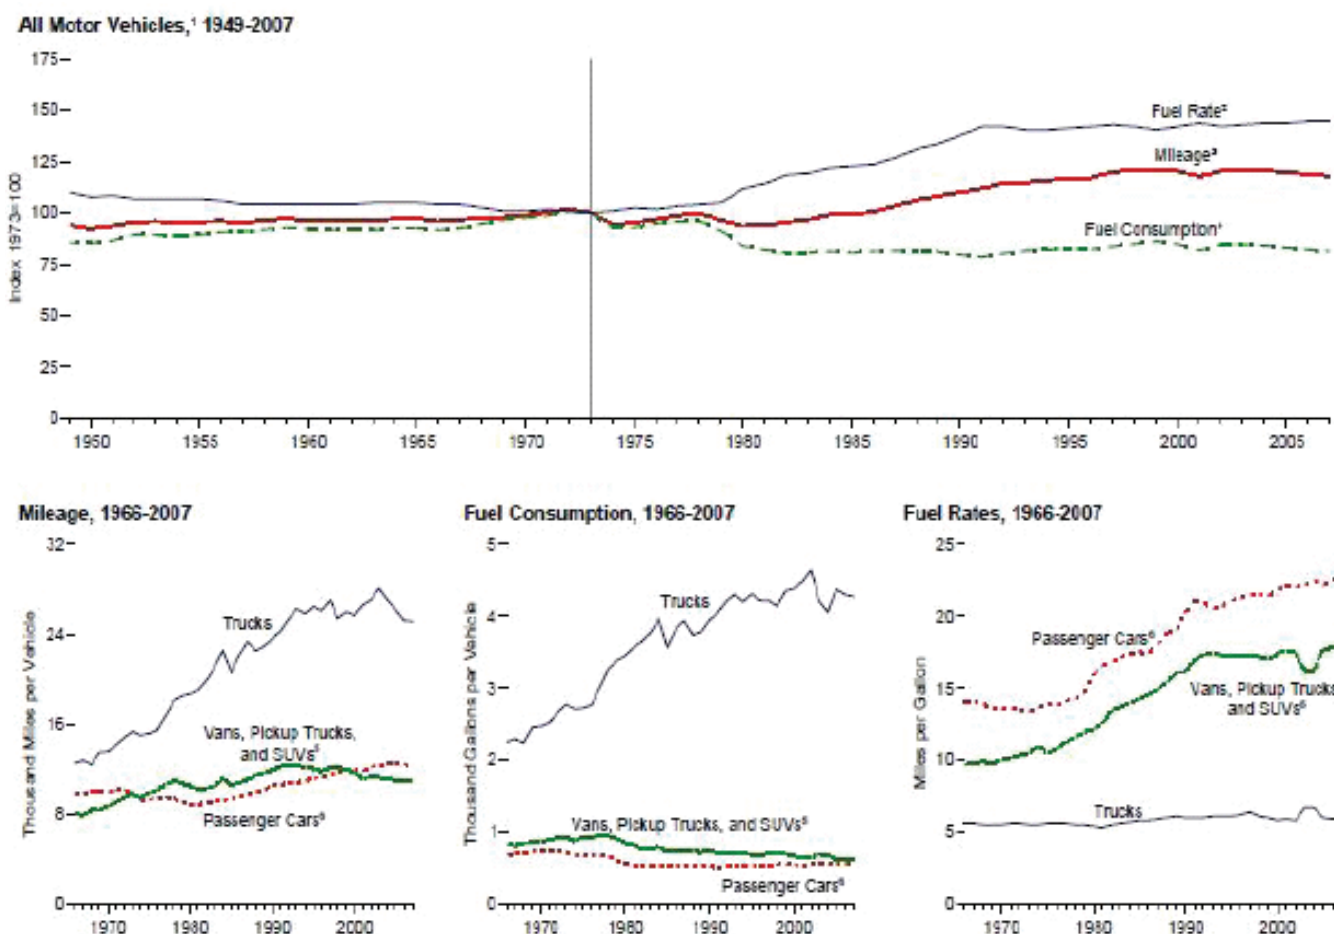 All Motor Vehicles,¹ 1949-2007
175
150
125
100
75
50
25
0
Index 1973=100
Fuel Rate²
Mileage³
Fuel Consumption⁴
1950 1955 1960 1965 1970 1975 1980 1985 1990 1995 2000 2005
Mileage, 1966-2007
32
24
16
8
0
Thousand Miles per Vehicle
Trucks
Vans, Pickup Trucks,
and SUVs⁵
Passenger Cars⁶
1970 1980 1990 2000
Fuel Consumption, 1966-2007
5
4
3
2
1
0
Thousand Gallons per Vehicle
Trucks
Vans, Pickup Trucks, and SUVs⁵
Passenger Cars⁶
1970 1980 1990 2000
Fuel Rates, 1966-2007
25
20
15
10
5
0
Miles per Gallon
Passenger Cars⁶
Vans, Pickup Trucks
and SUVs⁵
Trucks
1970 1980 1990 2000